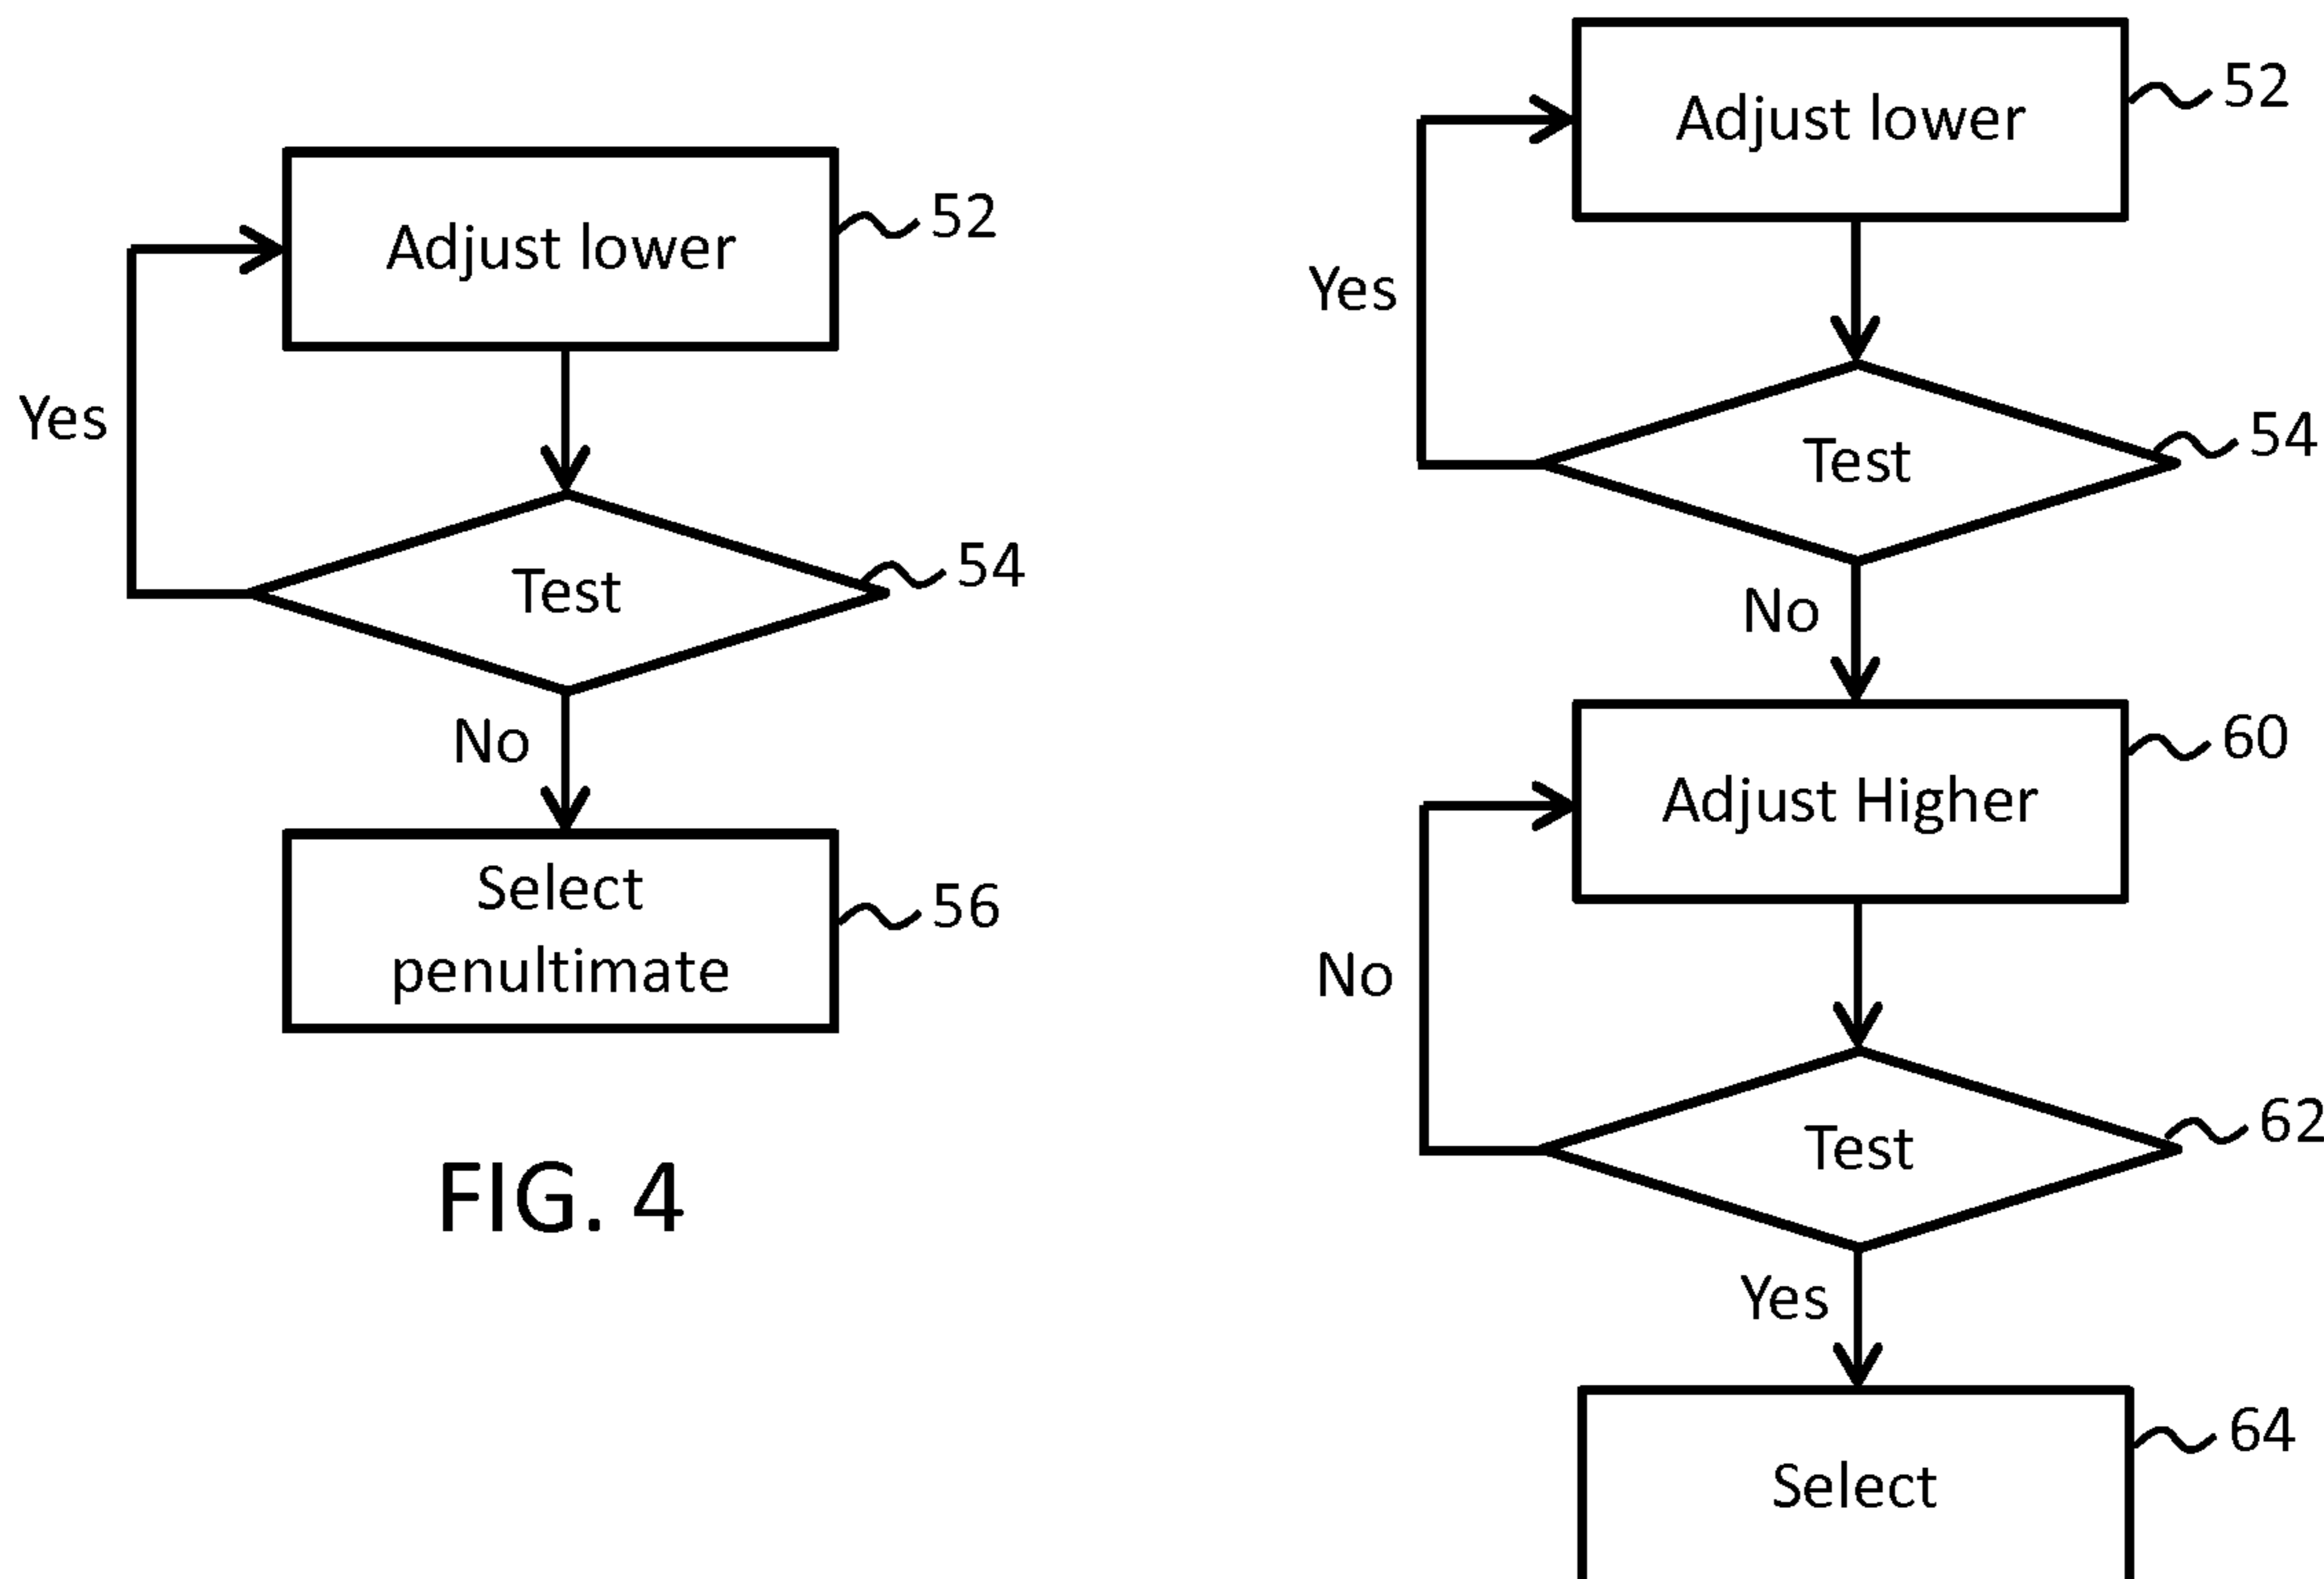 Adjust lower
52
Yes
Test
54
No
Select
penultimate
56
FIG. 4
Adjust lower
52
Yes
Test
54
No
Adjust Higher
60
No
Test
62
Yes
Select
64